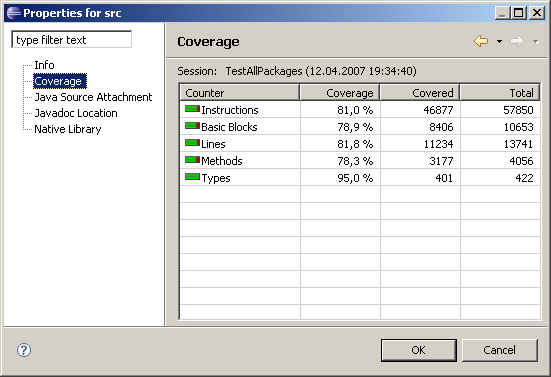 Properties for src
type filter text
Info
Coverage
Java Source Attachment
Javadoc Location
Native Library
Coverage
Session: TestAllPackages (12.04.2007 19:34:40)
Counter Coverage Covered Total
Instructions 81,0 % 46877 57850
Basic Blocks 78,9 % 8406 10653
Lines 81,8 % 11234 13741
Methods 78,3 % 3177 4056
Types 95,0 % 401 422
? OK Cancel